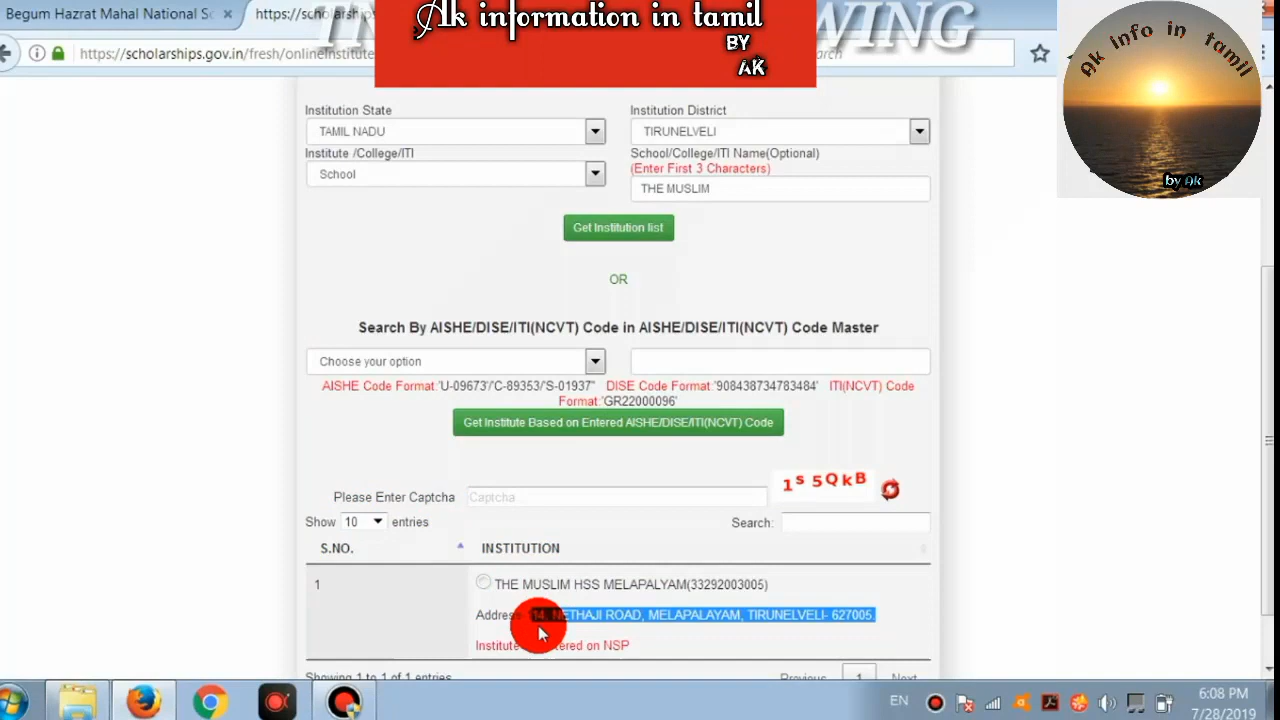 Begum Hazrat Mahal National Sc
https://scholarships
Ak information in tamil
BY
AK
WING
Ak info in tamil
by Ak
https://scholarships.gov.in/fresh/onlineInstitute
Institution State
Institution District
TAMIL NADU
TIRUNELVELI
Institute /College/ITI
School/College/ITI Name(Optional)
(Enter First 3 Characters)
School
THE MUSLIM
Get Institution list
OR
Search By AISHE/DISE/ITI(NCVT) Code in AISHE/DISE/ITI(NCVT) Code Master
Choose your option
AISHE Code Format:'U-09673'/'C-89353/'S-01937" DISE Code Format:'908438734783484' ITI(NCVT) Code
Format:'GR22000096'
Get Institute Based on Entered AISHE/DISE/ITI(NCVT) Code
Please Enter Captcha
Captcha ...
1s5QkB
Show 10 entries
Search:
S.NO.
INSTITUTION
1
THE MUSLIM HSS MELAPALYAM(33292003005)
Address 14, NETHAJI ROAD, MELAPALAYAM, TIRUNELVELI- 627005.
Institute on NSP
Showing 1 to 1 of 1 entries
Previous 1 Next
EN
6:08 PM
7/28/2019